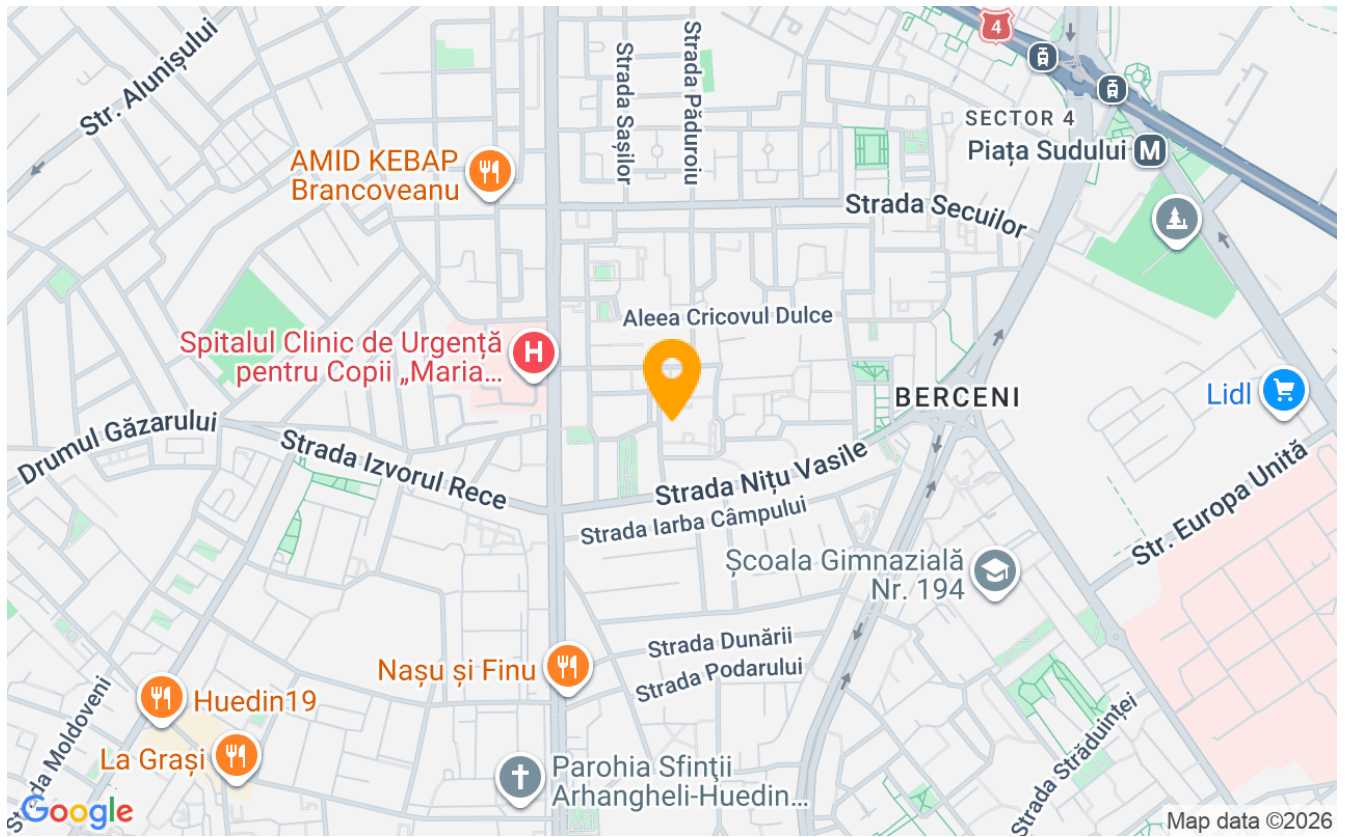 Str. Alunișului
Strada Sașilor
Strada Păduroiu
4
SECTOR 4
Piața Sudului
M
AMID KEBAP
Brancoveanu
Strada Secuilor
Aleea Cricovul Dulce
Spitalul Clinic de Urgență
pentru Copii „Maria...
H
BERCENI
Lidl
Drumul Găzarului
Strada Izvorul Rece
Strada Nițu Vasile
Strada Iarba Câmpului
Str. Europa Unită
Școala Gimnazială
Nr. 194
Strada Dunării
Strada Podarului
Nașu și Finu
Huedin19
La Grași
Strada Moldoveni
Parohia Sfinţii
Arhangheli-Huedin...
Strada Străduinței
Google
Map data ©2026